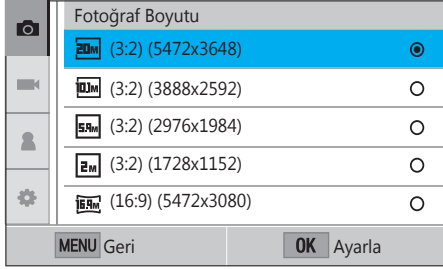 Fotoğraf Boyutu
20M (3:2) (5472x3648)
10.1M (3:2) (3888x2592)
5.9M (3:2) (2976x1984)
2M (3:2) (1728x1152)
16.9M (16:9) (5472x3080)
MENU Geri OK Ayarla